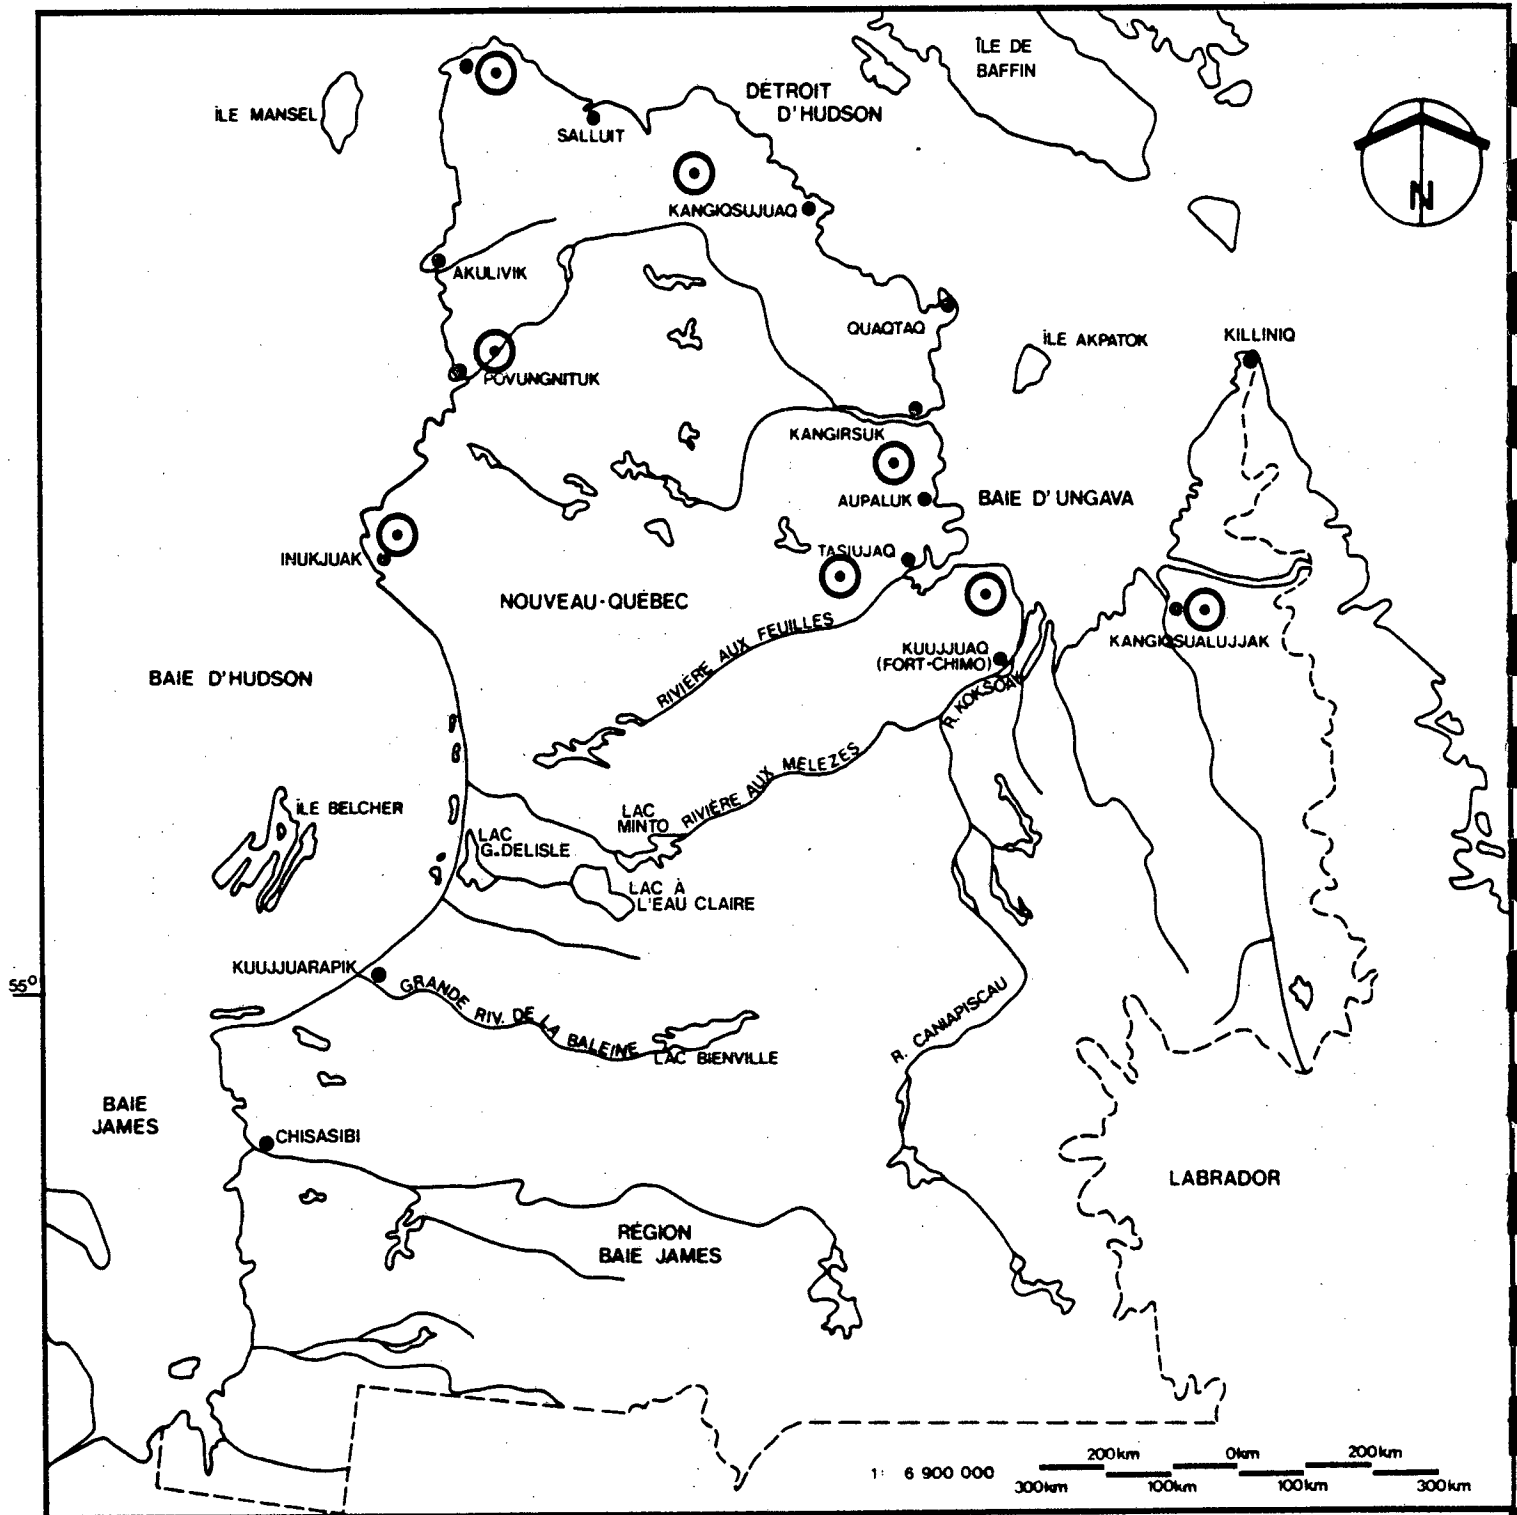 ÎLE DE
BAFFIN
DÉTROIT
D'HUDSON
ÎLE MANSEL
SALLUIT
N
KANGIQSUJUAQ
AKULIVIK
QUAQTAQ
ÎLE AKPATOK
KILLINIQ
POVUNGNITUK
KANGIRSUK
AUPALUK
BAIE D'UNGAVA
INUKJUAK
TASIUJAQ
NOUVEAU-QUÉBEC
RIVIÈRE AUX FEUILLES
KANGIQSUALUJJAK
KUUJJUAQ
(FORT-CHIMO)
BAIE D'HUDSON
R. KOKSOAK
RIVIÈRE AUX MELEZES
ÎLE BELCHER
LAC
MINTO
LAC
G.DELISLE
LAC À
L'EAU CLAIRE
KUUJJUARAPIK
55°
GRANDE RIV. DE LA BALEINE
LAC BIENVILLE
R. CANIAPISCAU
BAIE
JAMES
CHISASIBI
LABRADOR
RÉGION
BAIE JAMES
1: 6 900 000
200km 0km 200km
300km 100km 100km 300km